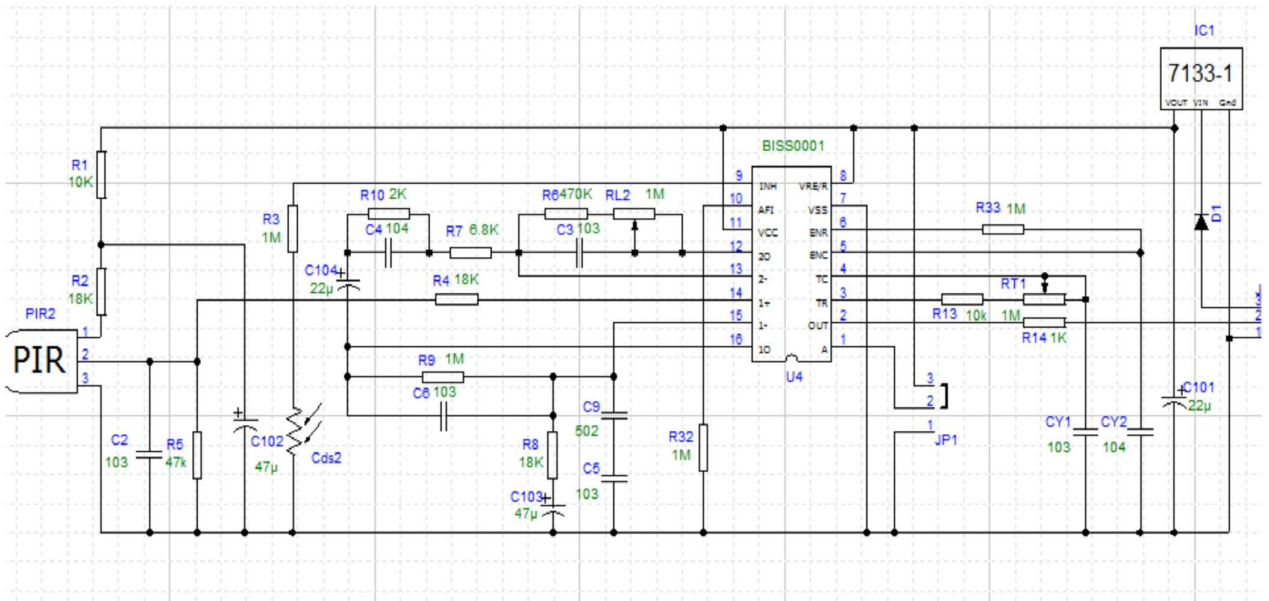 IC1
7133-1
VOUT VIN Gnd
BISS0001
R1
10K
9 INH VRE/R 8
R10 2K
R6 470K
RL2 1M
10 AFI VSS 7
R3
1M
C4 104
R7 6.8K
C3 103
11 VCC ENR 6
R33 1M
D1
12 2O ENC 5
C104
22µ
R2
18K
R4 18K
13 2- TC 4
RT1
14 1+ TR 3
R13 10k 1M
PIR2
15 1- OUT 2
R14 1K
3
2
1
PIR
1
2
3
16 1O A 1
U4
R9 1M
C6 103
3
2
1
JP1
C101
22µ
C9
502
C2
103
R5
47k
C102
47µ
Cds2
R8
18K
C5
103
R32
1M
CY1
103
CY2
104
C103
47µ